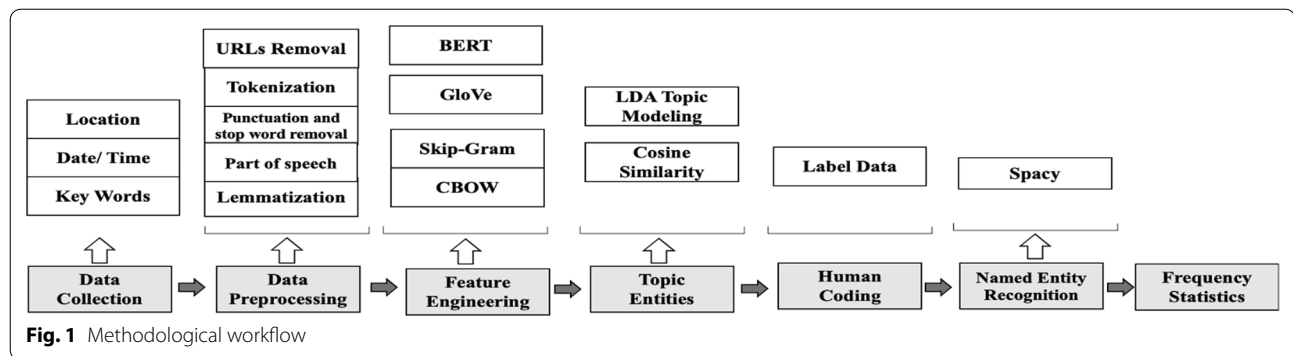 Location
Date/ Time
Key Words
URLs Removal
Tokenization
Punctuation and
stop word removal
Part of speech
Lemmatization
BERT
GloVe
Skip-Gram
CBOW
LDA Topic
Modeling
Cosine
Similarity
Label Data
Spacy
Data
Collection
Data
Preprocessing
Feature
Engineering
Topic
Entities
Human
Coding
Named Entity
Recognition
Frequency
Statistics
Fig. 1 Methodological workflow